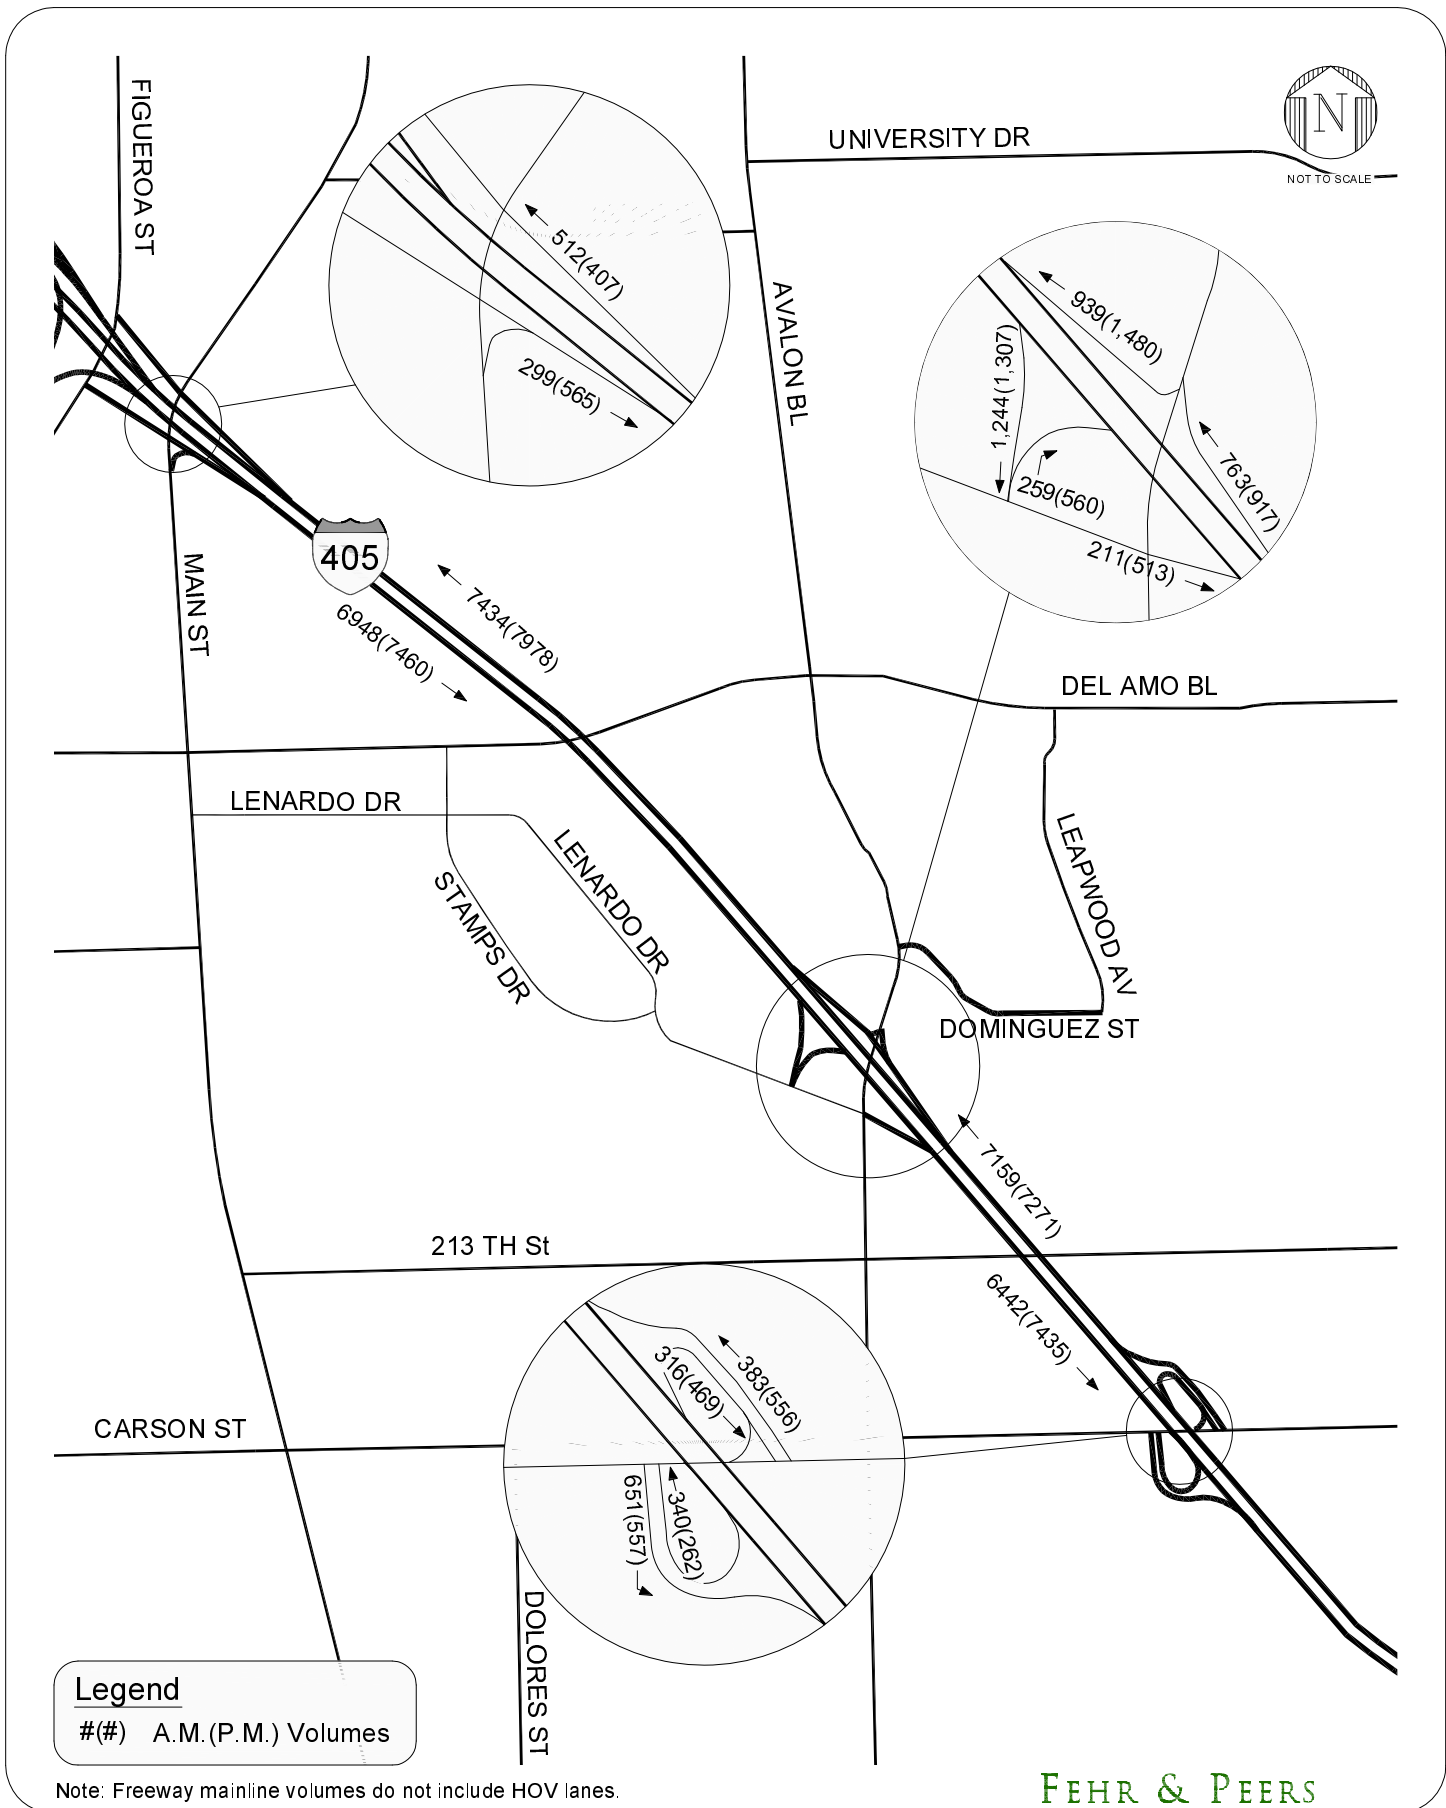 FIGUEROA ST
UNIVERSITY DR
N
NOT TO SCALE
512(407)
299(565)
AVALON BL
939(1,480)
1,244(1,307)
259(560)
763(917)
211(513)
405
MAIN ST
7434(7978)
6948(7460)
DEL AMO BL
LENARDO DR
LENARDO DR
STAMPS DR
LEAPWOOD AV
DOMINGUEZ ST
7159(7271)
213 TH St
6442(7435)
316(469)
383(556)
CARSON ST
651(557)
340(262)
DOLORES ST
Legend
#(#) A.M.(P.M.) Volumes
Note: Freeway mainline volumes do not include HOV lanes.
FEHR & PEERS